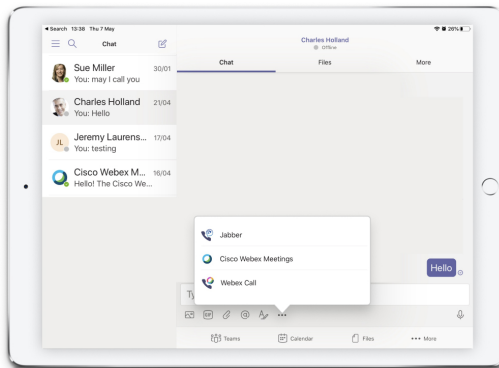 Search 13:38 Thu 7 May
26%
Chat
Charles Holland
Offline
Chat Files More
Sue Miller 30/01
You: may I call you
Charles Holland 21/04
You: Hello
JL
Jeremy Laurens... 17/04
You: testing
Cisco Webex M... 16/04
Hello! The Cisco We...
Jabber
Cisco Webex Meetings
Webex Call
Hello
Ty
GIF
Teams Calendar Files More